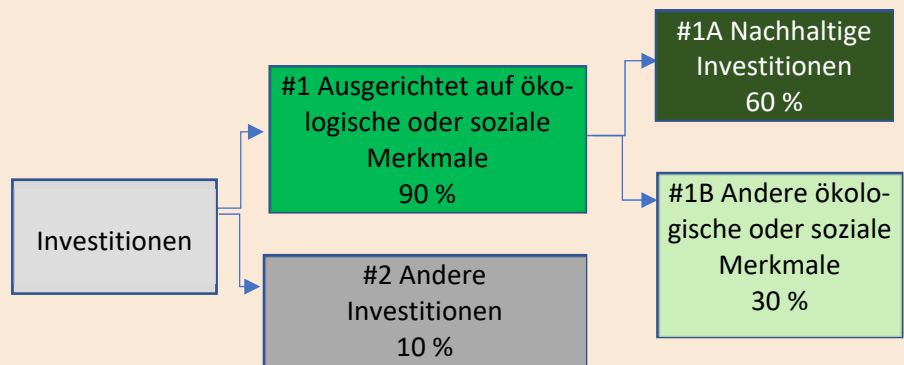 Investitionen
#1 Ausgerichtet auf öko-
logische oder soziale
Merkmale
90 %
#2 Andere
Investitionen
10 %
#1A Nachhaltige
Investitionen
60 %
#1B Andere ökolo-
gische oder soziale
Merkmale
30 %